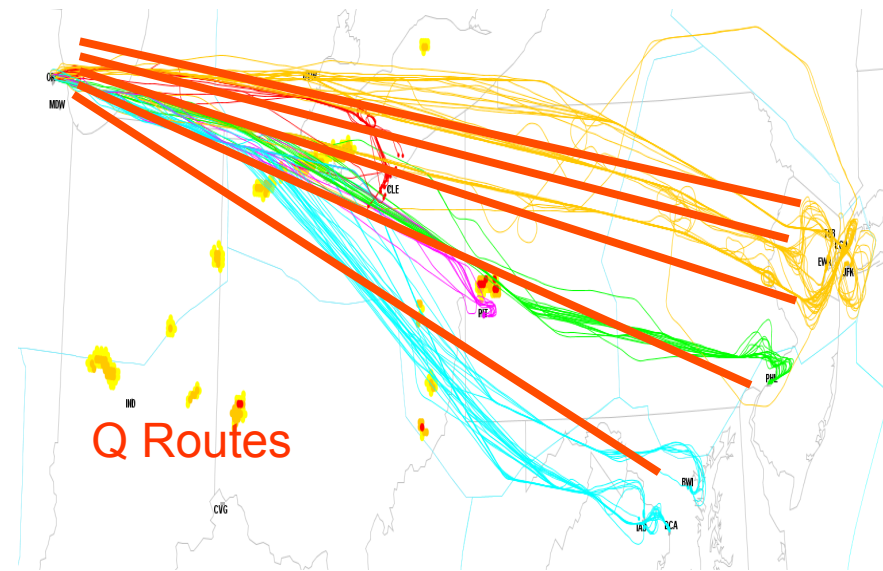 MDW
CLE
EWR
JFK
PIT
PHL
IND
Q Routes
BWI
CVG
IAD
DCA